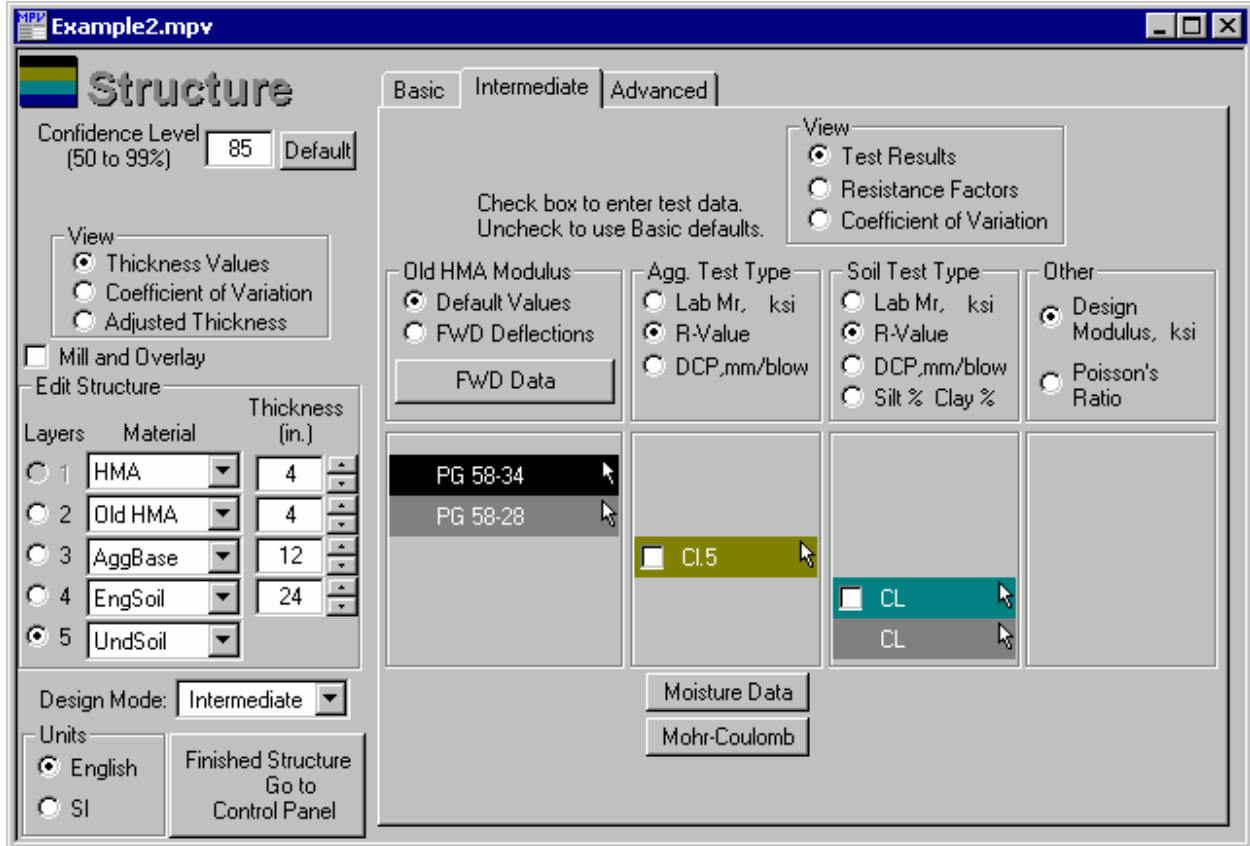 MPV Example2.mpv
Structure
Confidence Level
(50 to 99%)
85
Default
View
Thickness Values
Coefficient of Variation
Adjusted Thickness
Mill and Overlay
Edit Structure
Thickness
(in.)
Layers Material
1 HMA 4
2 Old HMA 4
3 AggBase 12
4 EngSoil 24
5 UndSoil
Design Mode: Intermediate
Units
English
SI
Finished Structure
Go to
Control Panel
Basic Intermediate Advanced
View
Test Results
Resistance Factors
Coefficient of Variation
Check box to enter test data.
Uncheck to use Basic defaults.
Old HMA Modulus
Default Values
FWD Deflections
FWD Data
Agg. Test Type
Lab Mr, ksi
R-Value
DCP,mm/blow
Soil Test Type
Lab Mr, ksi
R-Value
DCP,mm/blow
Silt % Clay %
Other
Design
Modulus, ksi
Poisson's
Ratio
PG 58-34
PG 58-28
Cl.5
CL
CL
Moisture Data
Mohr-Coulomb